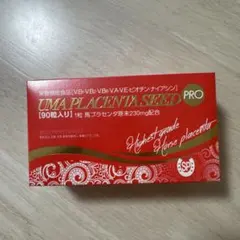 栄養機能食品[VB₁・VB₂・VB₆・VA・VE・ビオチン・ナイアシン]
UMA PLACENTA SEED PRO
[90粒入り] 1粒 馬プラセンタ原末230mg配合
Highest grade
Horse placenta
SPF